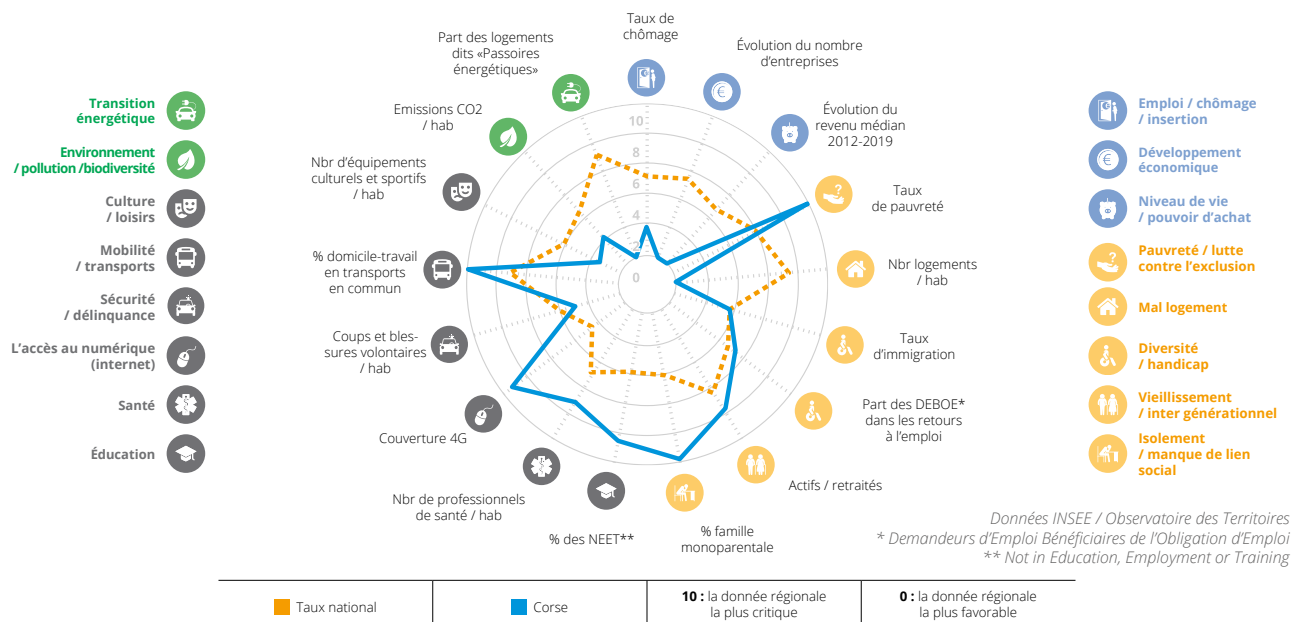 Transition
énergétique
Environnement
/ pollution /biodiversité
Culture
/ loisirs
Mobilité
/ transports
Sécurité
/ délinquance
L'accès au numérique
(internet)
Santé
Éducation
Taux de
chômage
Évolution du nombre
d'entreprises
Évolution du
revenu médian
2012-2019
Taux
de pauvreté
Nbr logements
/ hab
Taux
d'immigration
Part des DEBOE*
dans les retours
à l'emploi
Actifs / retraités
% famille
monoparentale
% des NEET**
Nbr de professionnels
de santé / hab
Couverture 4G
Coups et bles-
sures volontaires
/ hab
% domicile-travail
en transports
en commun
Nbr d'équipements
culturels et sportifs
/ hab
Emissions CO2
/ hab
Part des logements
dits «Passoires
énergétiques»
10
8
6
4
2
0
Emploi / chômage
/ insertion
Développement
économique
Niveau de vie
/ pouvoir d'achat
Pauvreté / lutte
contre l'exclusion
Mal logement
Diversité
/ handicap
Vieillissement
/ inter générationnel
Isolement
/ manque de lien
social
Données INSEE / Observatoire des Territoires
* Demandeurs d'Emploi Bénéficiaires de l'Obligation d'Emploi
** Not in Education, Employment or Training
Taux national
Corse
10 : la donnée régionale
la plus critique
0 : la donnée régionale
la plus favorable